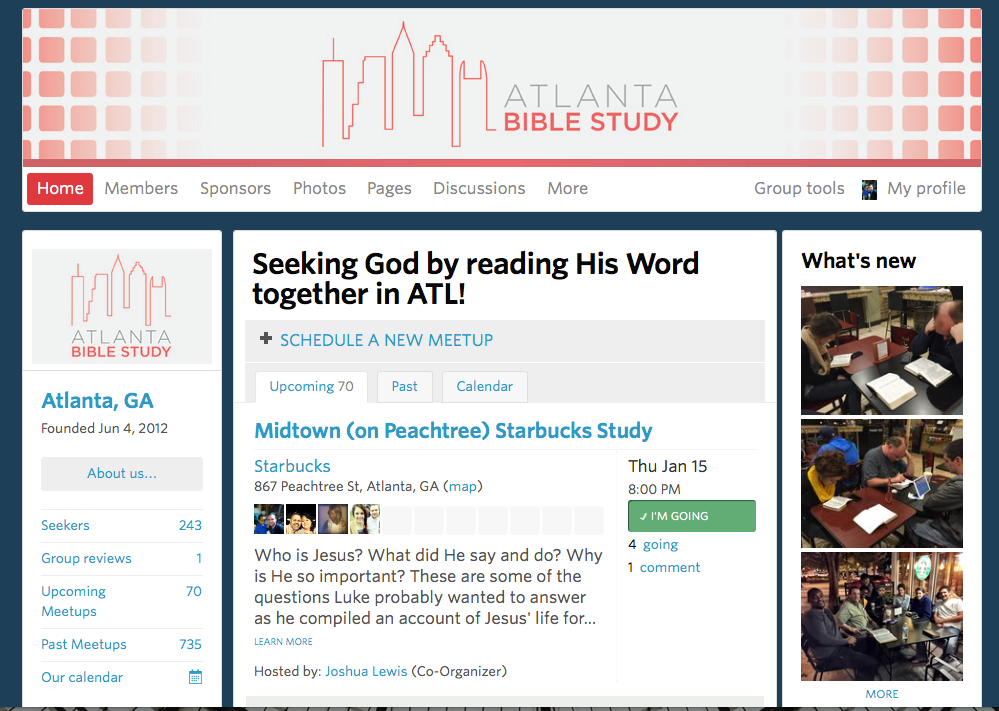 ATLANTA
BIBLE STUDY
Home Members Sponsors Photos Pages Discussions More Group tools My profile
ATLANTA
BIBLE STUDY
Atlanta, GA
Founded Jun 4, 2012
About us...
Seekers 243
Group reviews 1
Upcoming 70
Meetups
Past Meetups 735
Our calendar
Seeking God by reading His Word
together in ATL!
+ SCHEDULE A NEW MEETUP
Upcoming 70 Past Calendar
Midtown (on Peachtree) Starbucks Study
Starbucks
867 Peachtree St, Atlanta, GA (map)
Who is Jesus? What did He say and do? Why
is He so important? These are some of the
questions Luke probably wanted to answer
as he compiled an account of Jesus' life for...
LEARN MORE
Hosted by: Joshua Lewis (Co-Organizer)
Thu Jan 15
8:00 PM
✓ I'M GOING
4 going
1 comment
What's new
MORE